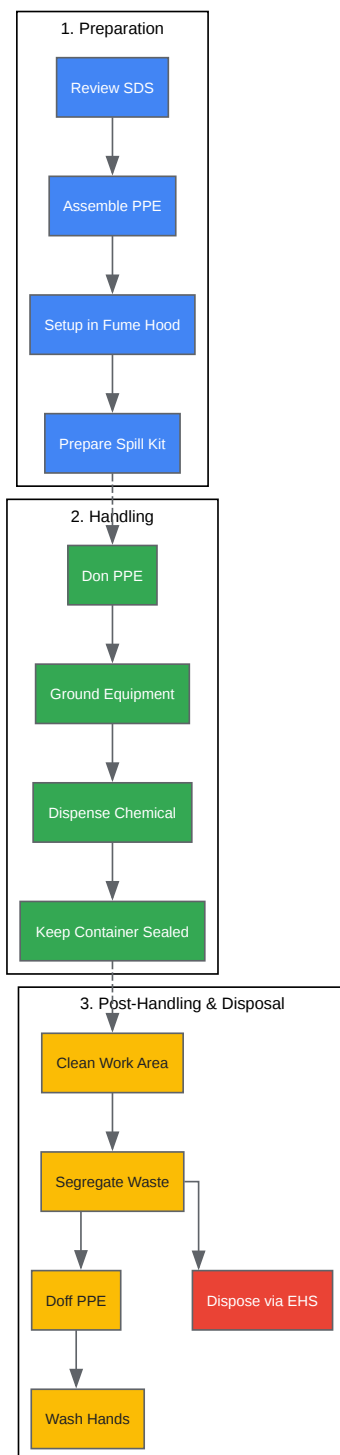 1. Preparation
Review SDS
Assemble PPE
Setup in Fume Hood
Prepare Spill Kit
2. Handling
Don PPE
Ground Equipment
Dispense Chemical
Keep Container Sealed
3. Post-Handling & Disposal
Clean Work Area
Segregate Waste
Doff PPE
Dispose via EHS
Wash Hands